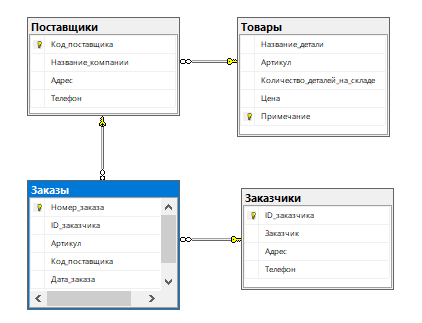 Поставщики
Код_поставщика
Название_компании
Адрес
Телефон
Товары
Название_детали
Артикул
Количество_деталей_на_складе
Цена
Примечание
Заказы
Номер_заказа
ID_заказчика
Артикул
Код_поставщика
Дата_заказа
Заказчики
ID_заказчика
Заказчик
Адрес
Телефон